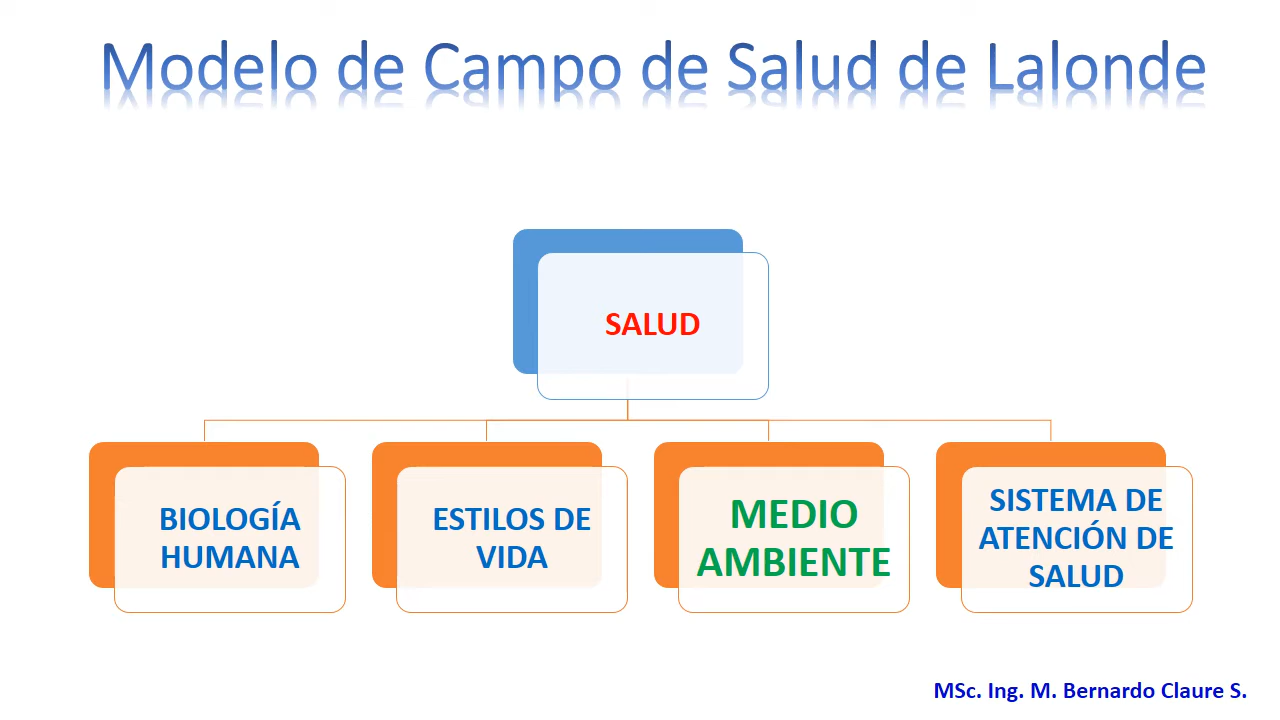 Modelo de Campo de Salud de Lalonde
SALUD
BIOLOGÍA
HUMANA
ESTILOS DE
VIDA
MEDIO
AMBIENTE
SISTEMA DE
ATENCIÓN DE
SALUD
MSc. Ing. M. Bernardo Claure S.